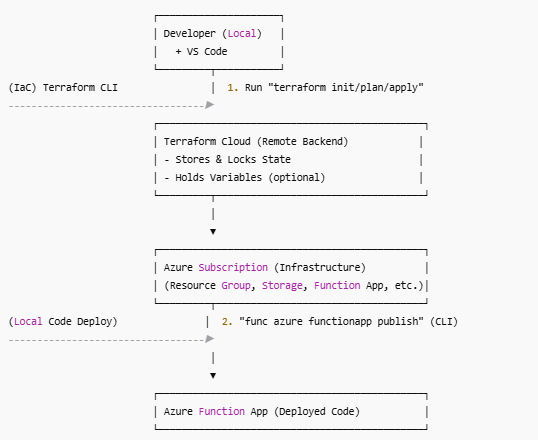 Developer (Local)
+ VS Code
(IaC) Terraform CLI
1. Run "terraform init/plan/apply"
Terraform Cloud (Remote Backend)
- Stores & Locks State
- Holds Variables (optional)
Azure Subscription (Infrastructure)
(Resource Group, Storage, Function App, etc.)
(Local Code Deploy)
2. "func azure functionapp publish" (CLI)
Azure Function App (Deployed Code)